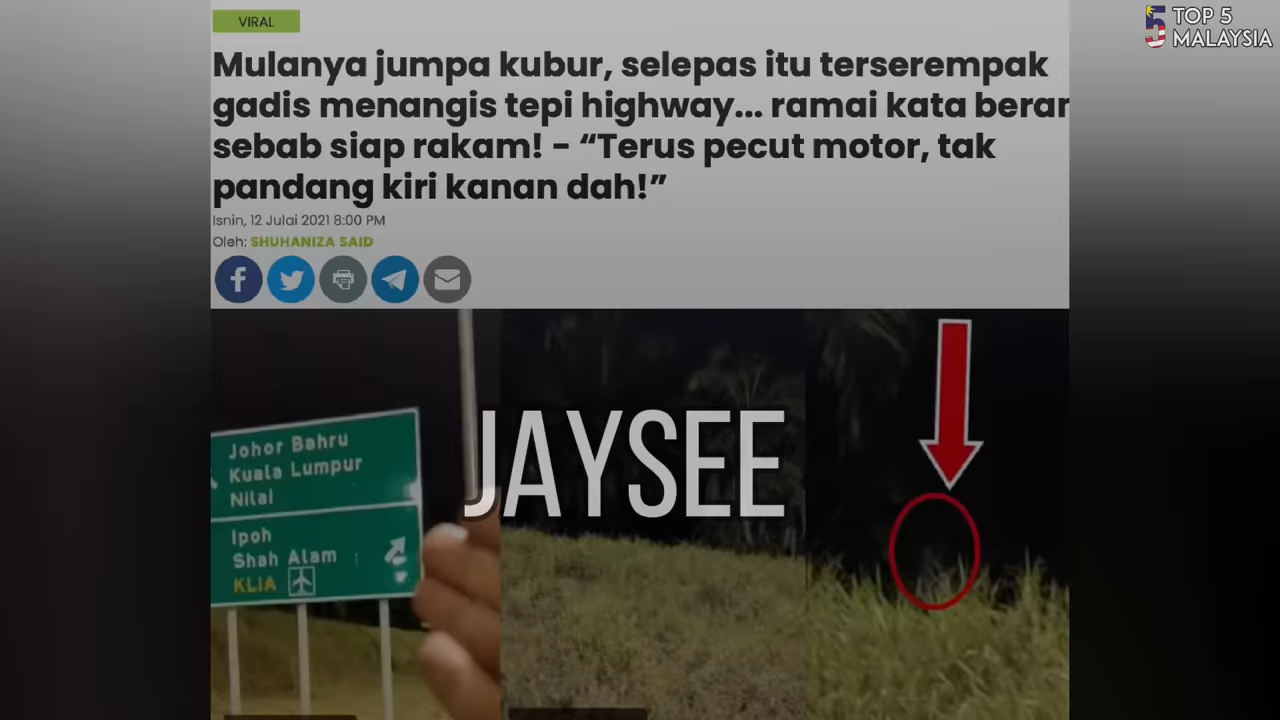 VIRAL
TOP 5
5
MALAYSIA
Mulanya jumpa kubur, selepas itu terserempak
gadis menangis tepi highway... ramai kata berar
sebab siap rakam! - “Terus pecut motor, tak
pandang kiri kanan dah!”
Isnin, 12 Julai 2021 8:00 PM
Oleh: SHUHANIZA SAID
JAYSEE
Johor Bahru
Kuala Lumpur
Nilai
Ipoh
Shah Alam
KLIA